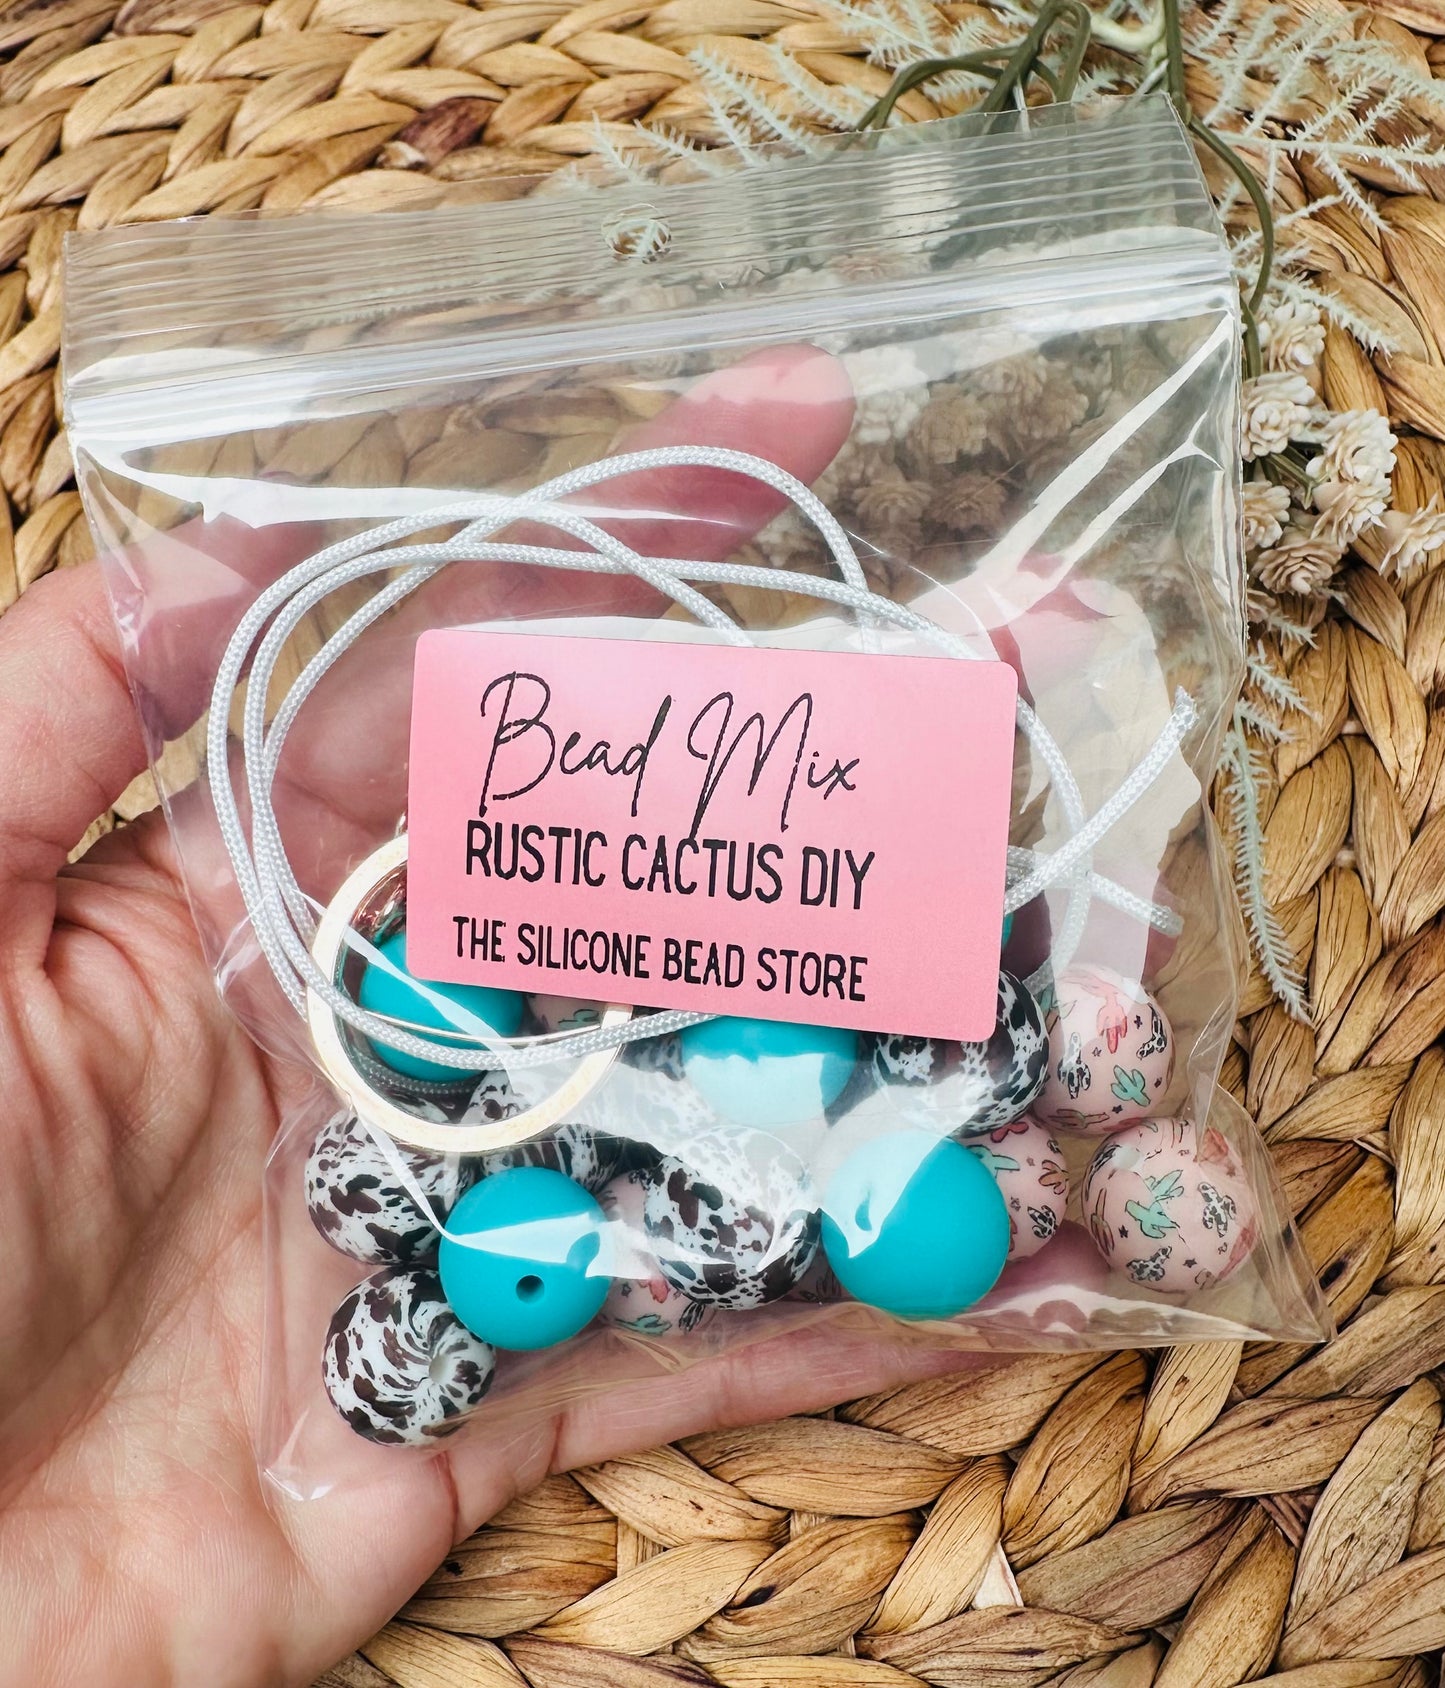 Bead Mix
RUSTIC CACTUS DIY
THE SILICONE BEAD STORE